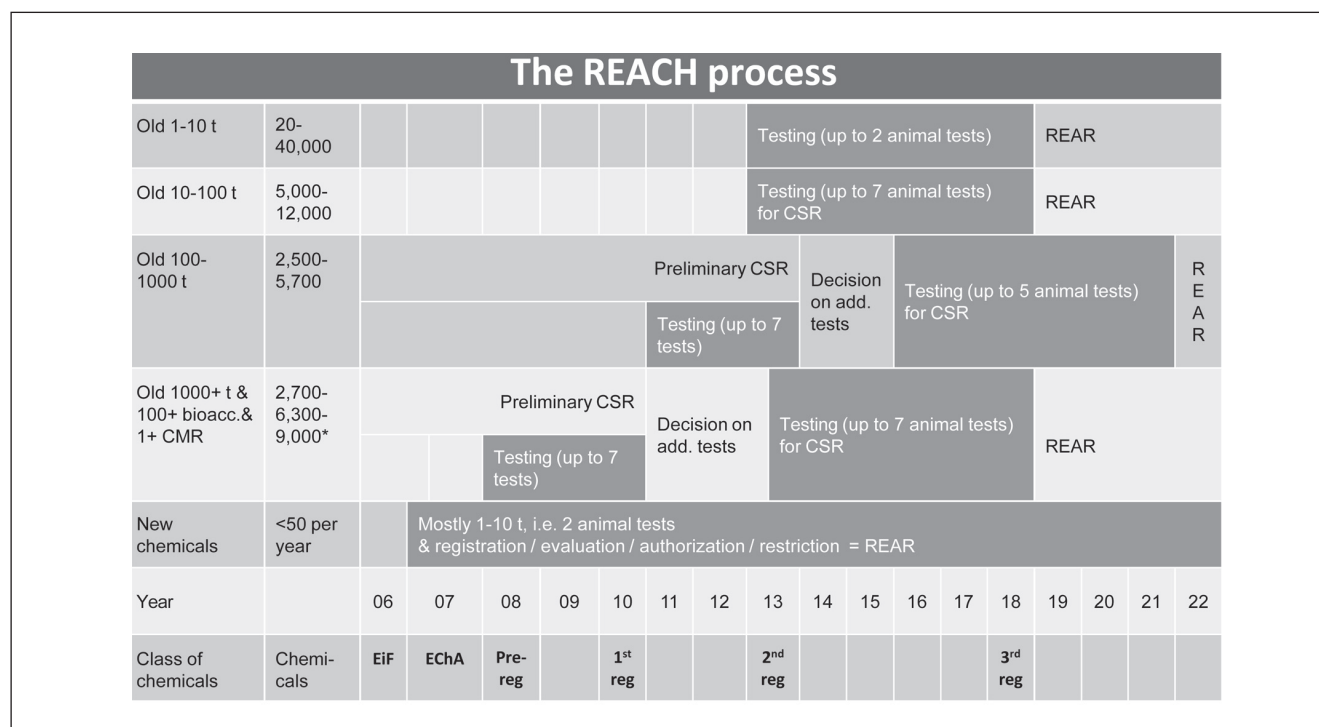 The REACH process
Old 1-10 t
20-
40,000
Testing (up to 2 animal tests)
REAR
Old 10-100 t
5,000-
12,000
Testing (up to 7 animal tests)
for CSR
REAR
Old 100-
1000 t
2,500-
5,700
Preliminary CSR
Testing (up to 7
tests)
Decision
on add.
tests
Testing (up to 5 animal tests)
for CSR
R
E
A
R
Old 1000+ t &
100+ bioacc.&
1+ CMR
2,700-
6,300-
9,000*
Preliminary CSR
Testing (up to 7
tests)
Decision on
add. tests
Testing (up to 7 animal tests)
for CSR
REAR
New
chemicals
<50 per
year
Mostly 1-10 t, i.e. 2 animal tests
& registration / evaluation / authorization / restriction = REAR
Year 06 07 08 09 10 11 12 13 14 15 16 17 18 19 20 21 22
Class of
chemicals
Chemi-
cals
EiF
EChA
Pre-
reg
1st
reg
2nd
reg
3rd
reg